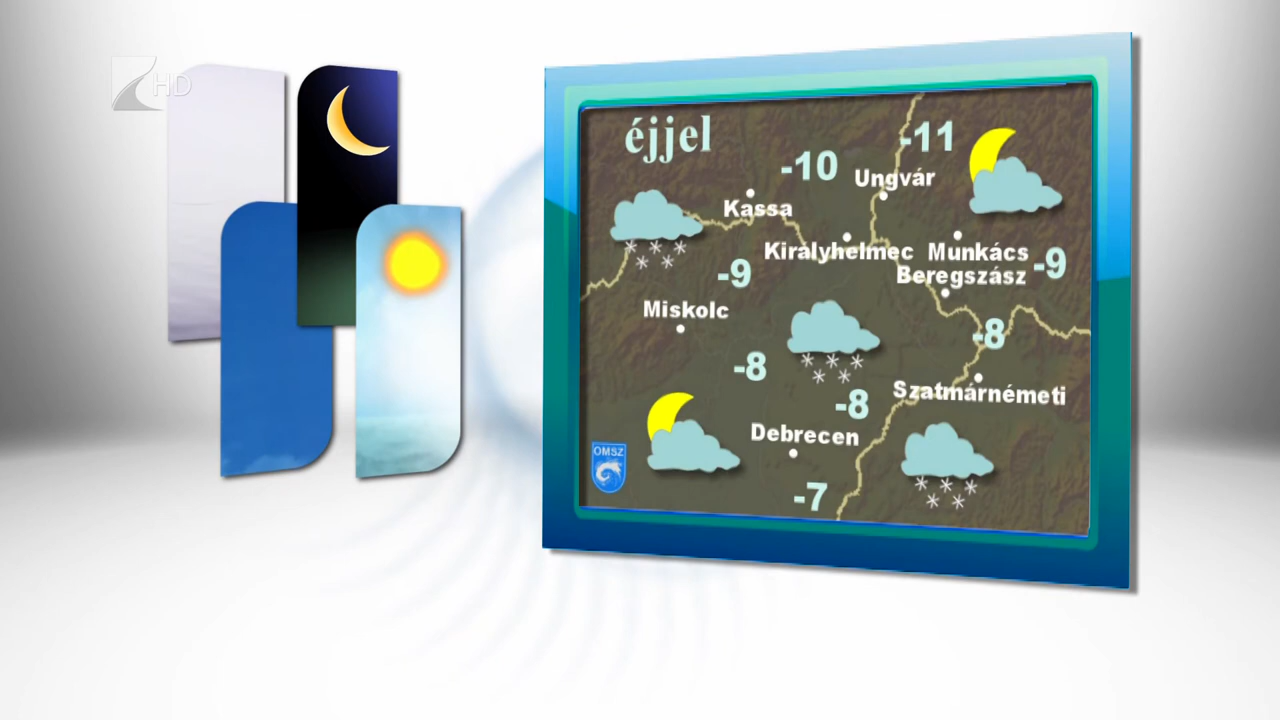 HD
éjjel
-11
-10
Ungvár
Kassa
Királyhelmec
Munkács
-9
Beregszász
-9
Miskolc
-8
-8
Szatmárnémeti
-8
Debrecen
OMSZ
-7